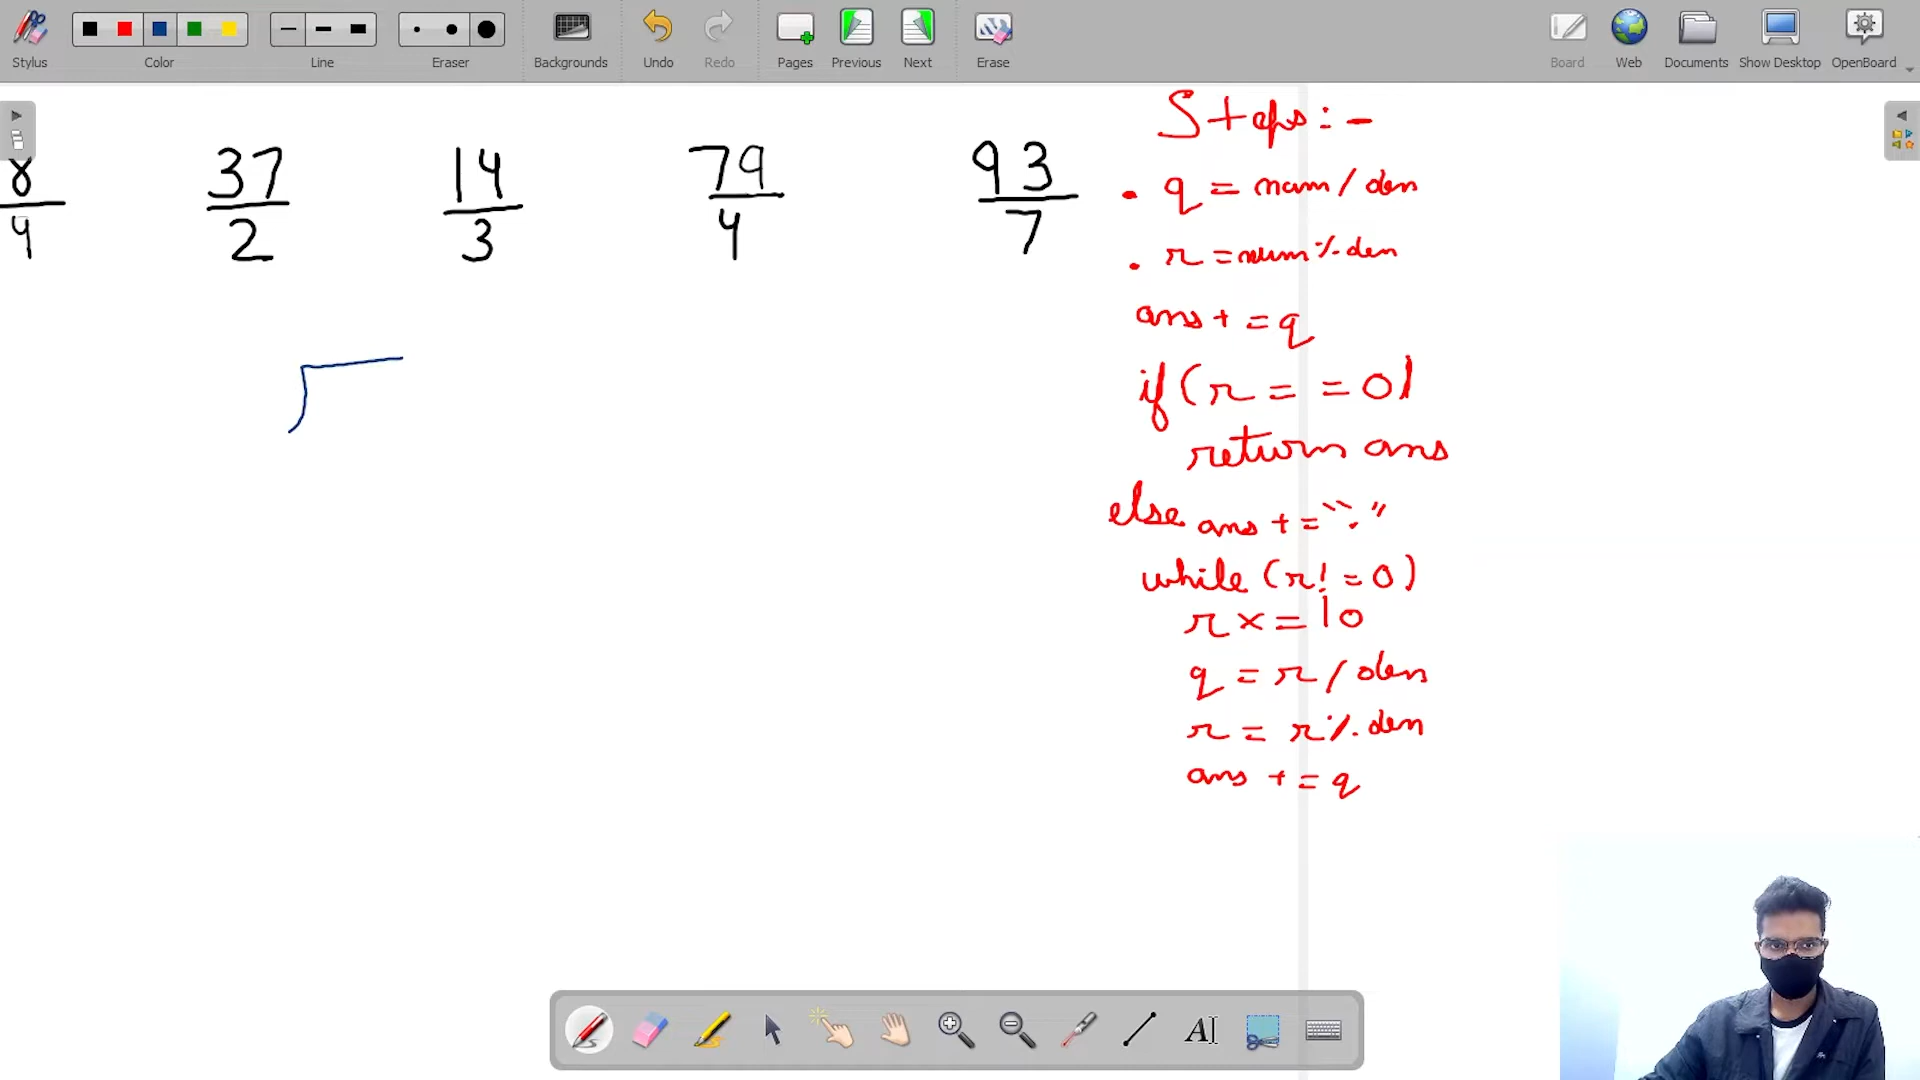 Stylus
Color
Line
Eraser
Backgrounds
Undo
Redo
Pages
Previous
Next
Erase
Board
Web
Documents
Show Desktop
OpenBoard
8
4
37
2
14
3
79
4
93
7
Steps:-
• q = num / den
• r = num % den
ans + = q
if (r = = 0)
return ans
else ans + = "."
while (r! = 0)
r x = 10
q = r / den
r = r % den
ans + = q
AI